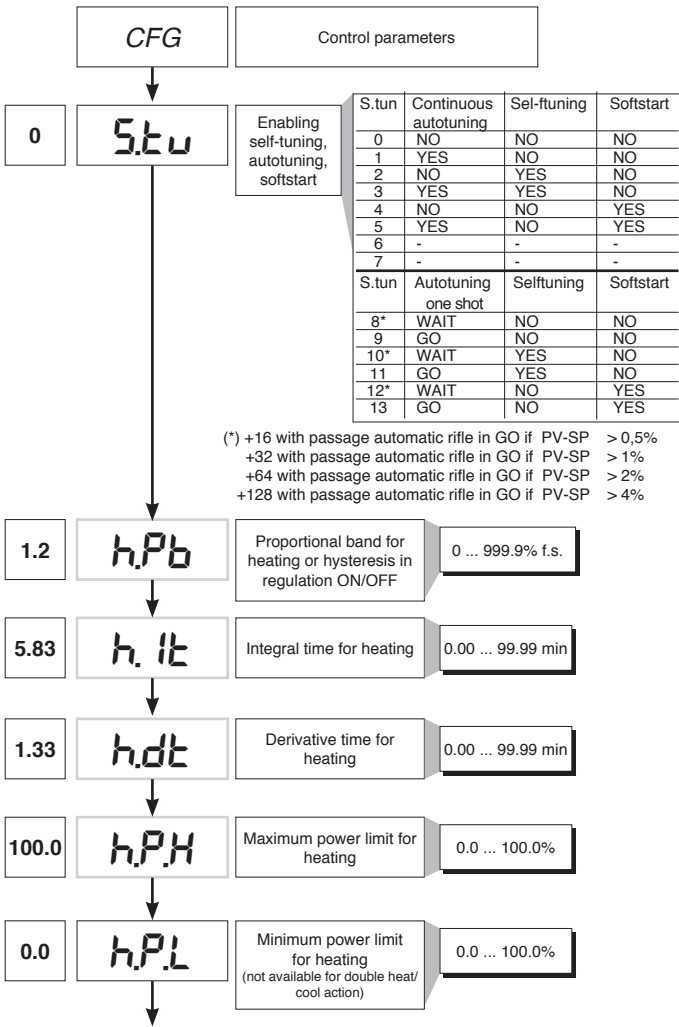 CFG
Control parameters
0
S.tu
Enabling
self-tuning,
autotuning,
softstart
S.tun Continuous autotuning Sel-ftuning Softstart
0 NO NO NO
1 YES NO NO
2 NO YES NO
3 YES YES NO
4 NO NO YES
5 YES NO YES
6 - - -
7 - - -
S.tun Autotuning one shot Selftuning Softstart
8* WAIT NO NO
9 GO NO NO
10* WAIT YES NO
11 GO YES NO
12* WAIT NO YES
13 GO NO YES
(*) +16 with passage automatic rifle in GO if PV-SP > 0,5%
+32 with passage automatic rifle in GO if PV-SP > 1%
+64 with passage automatic rifle in GO if PV-SP > 2%
+128 with passage automatic rifle in GO if PV-SP > 4%
1.2
h.Pb
Proportional band for
heating or hysteresis in
regulation ON/OFF
0 ... 999.9% f.s.
5.83
h.It
Integral time for heating
0.00 ... 99.99 min
1.33
h.dt
Derivative time for
heating
0.00 ... 99.99 min
100.0
h.P.H
Maximum power limit for
heating
0.0 ... 100.0%
0.0
h.P.L
Minimum power limit
for heating
(not available for double heat/
cool action)
0.0 ... 100.0%